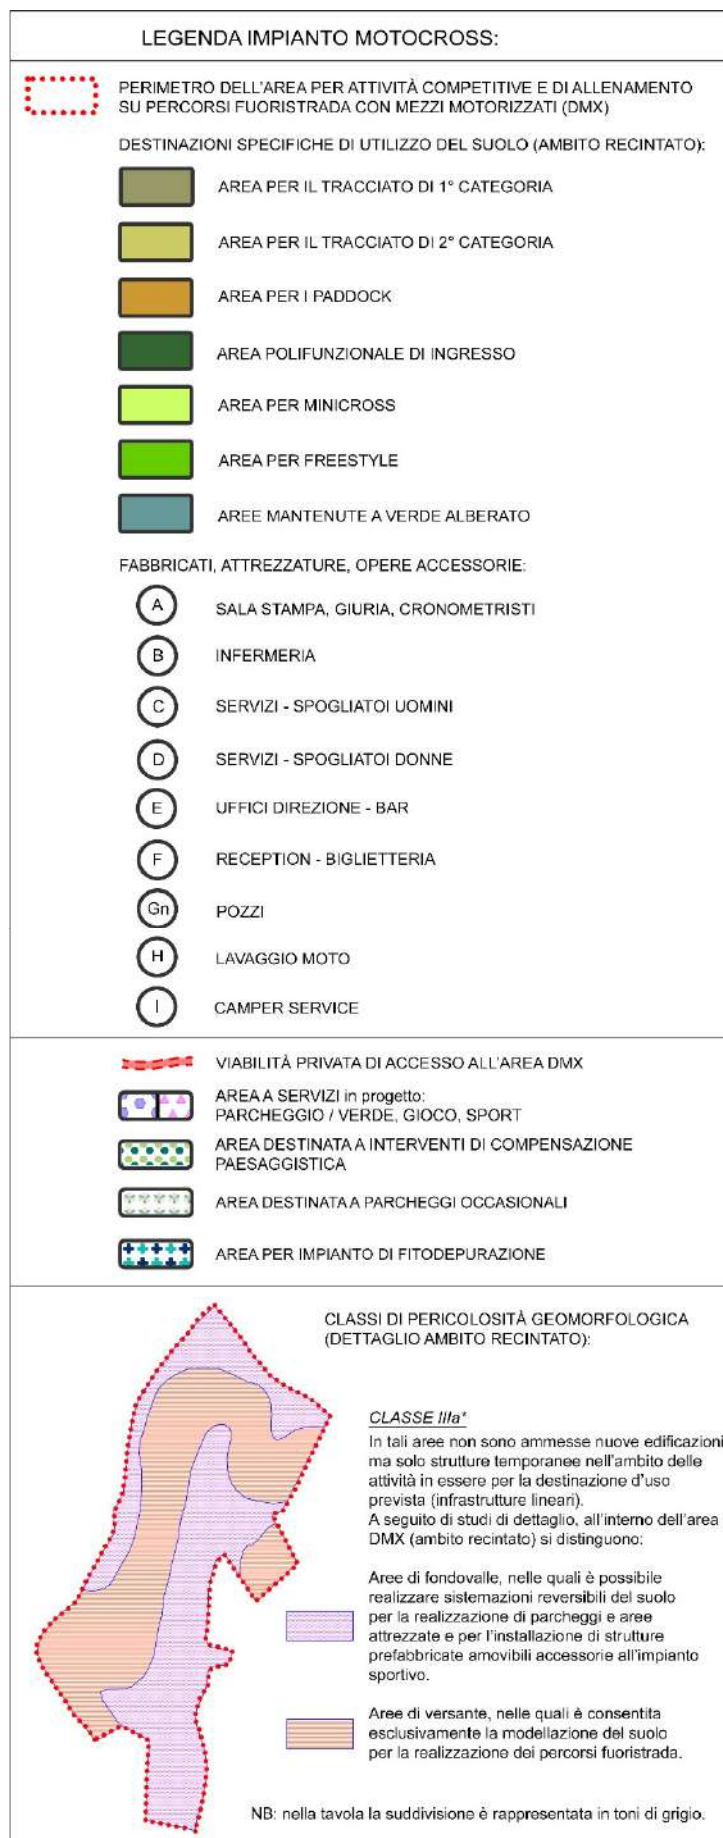 LEGENDA IMPIANTO MOTOCROSS:
PERIMETRO DELL'AREA PER ATTIVITÀ COMPETITIVE E DI ALLENAMENTO
SU PERCORSI FUORISTRADA CON MEZZI MOTORIZZATI (DMX)
DESTINAZIONI SPECIFICHE DI UTILIZZO DEL SUOLO (AMBITO RECINTATO):
AREA PER IL TRACCIATO DI 1° CATEGORIA
AREA PER IL TRACCIATO DI 2° CATEGORIA
AREA PER I PADDOCK
AREA POLIFUNZIONALE DI INGRESSO
AREA PER MINICROSS
AREA PER FREESTYLE
AREE MANTENUTE A VERDE ALBERATO
FABBRICATI, ATTREZZATURE, OPERE ACCESSORIE:
A SALA STAMPA, GIURIA, CRONOMETRISTI
B INFERMERIA
C SERVIZI - SPOGLIATOI UOMINI
D SERVIZI - SPOGLIATOI DONNE
E UFFICI DIREZIONE - BAR
F RECEPTION - BIGLIETTERIA
Gn POZZI
H LAVAGGIO MOTO
I CAMPER SERVICE
VIABILITÀ PRIVATA DI ACCESSO ALL'AREA DMX
AREA A SERVIZI in progetto:
PARCHEGGIO / VERDE, GIOCO, SPORT
AREA DESTINATA A INTERVENTI DI COMPENSAZIONE
PAESAGGISTICA
AREA DESTINATA A PARCHEGGI OCCASIONALI
AREA PER IMPIANTO DI FITODEPURAZIONE
CLASSI DI PERICOLOSITÀ GEOMORFOLOGICA
(DETTAGLIO AMBITO RECINTATO):
CLASSE IIIa*
In tali aree non sono ammesse nuove edificazioni
ma solo strutture temporanee nell'ambito delle
attività in essere per la destinazione d'uso
prevista (infrastrutture lineari).
A seguito di studi di dettaglio, all'interno dell'area
DMX (ambito recintato) si distinguono:
Aree di fondovalle, nelle quali è possibile
realizzare sistemazioni reversibili del suolo
per la realizzazione di parcheggi e aree
attrezzate e per l'installazione di strutture
prefabbricate amovibili accessorie all'impianto
sportivo.
Aree di versante, nelle quali è consentita
esclusivamente la modellazione del suolo
per la realizzazione dei percorsi fuoristrada.
NB: nella tavola la suddivisione è rappresentata in toni di grigio.